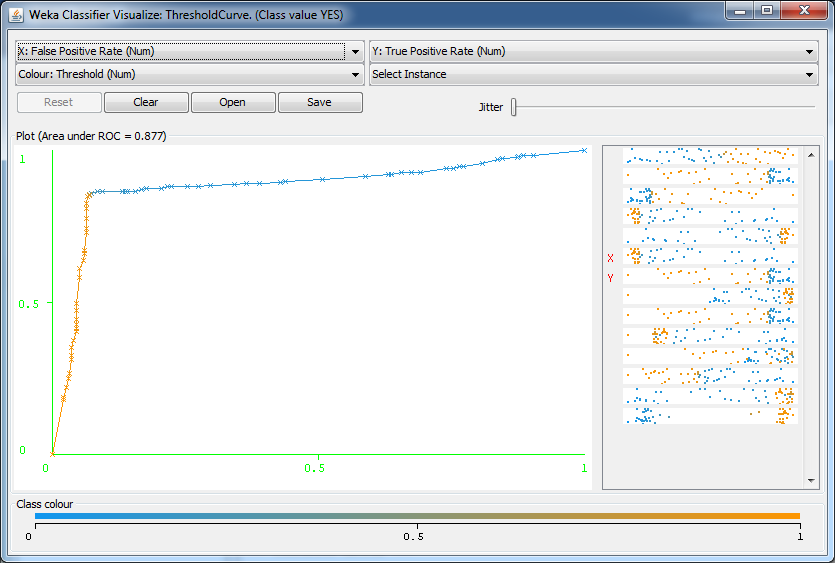 Weka Classifier Visualize: ThresholdCurve. (Class value YES)
X: False Positive Rate (Num)
Y: True Positive Rate (Num)
Colour: Threshold (Num)
Select Instance
Reset
Clear
Open
Save
Jitter
Plot (Area under ROC = 0.877)
1
0.5
0
0
0.5
1
X
Y
Class colour
0
0.5
1